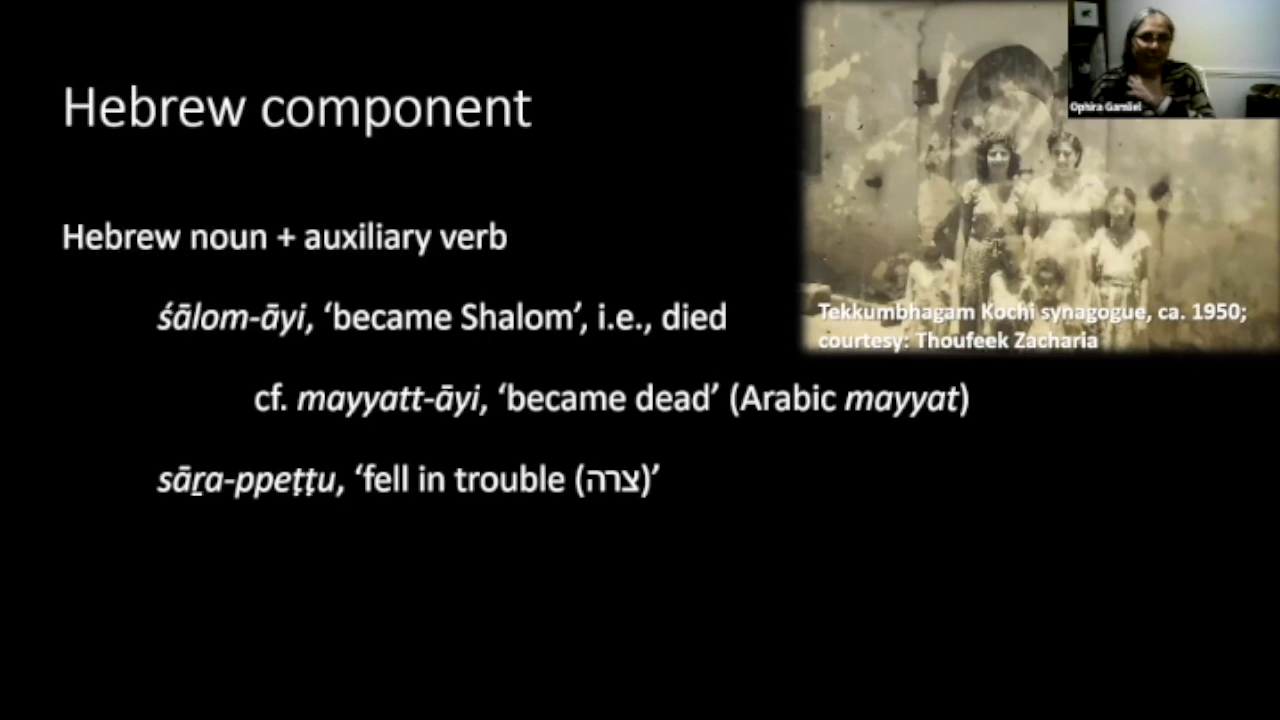 Hebrew component
Ophira Gamliel
Hebrew noun + auxiliary verb
śālom-āyi, ‘became Shalom’, i.e., died
Tekkumbhagam Kochi synagogue, ca. 1950;
courtesy: Thoufeek Zacharia
cf. mayyatt-āyi, ‘became dead’ (Arabic mayyat)
sāṟa-ppeṭṭu, ‘fell in trouble (צרה)’